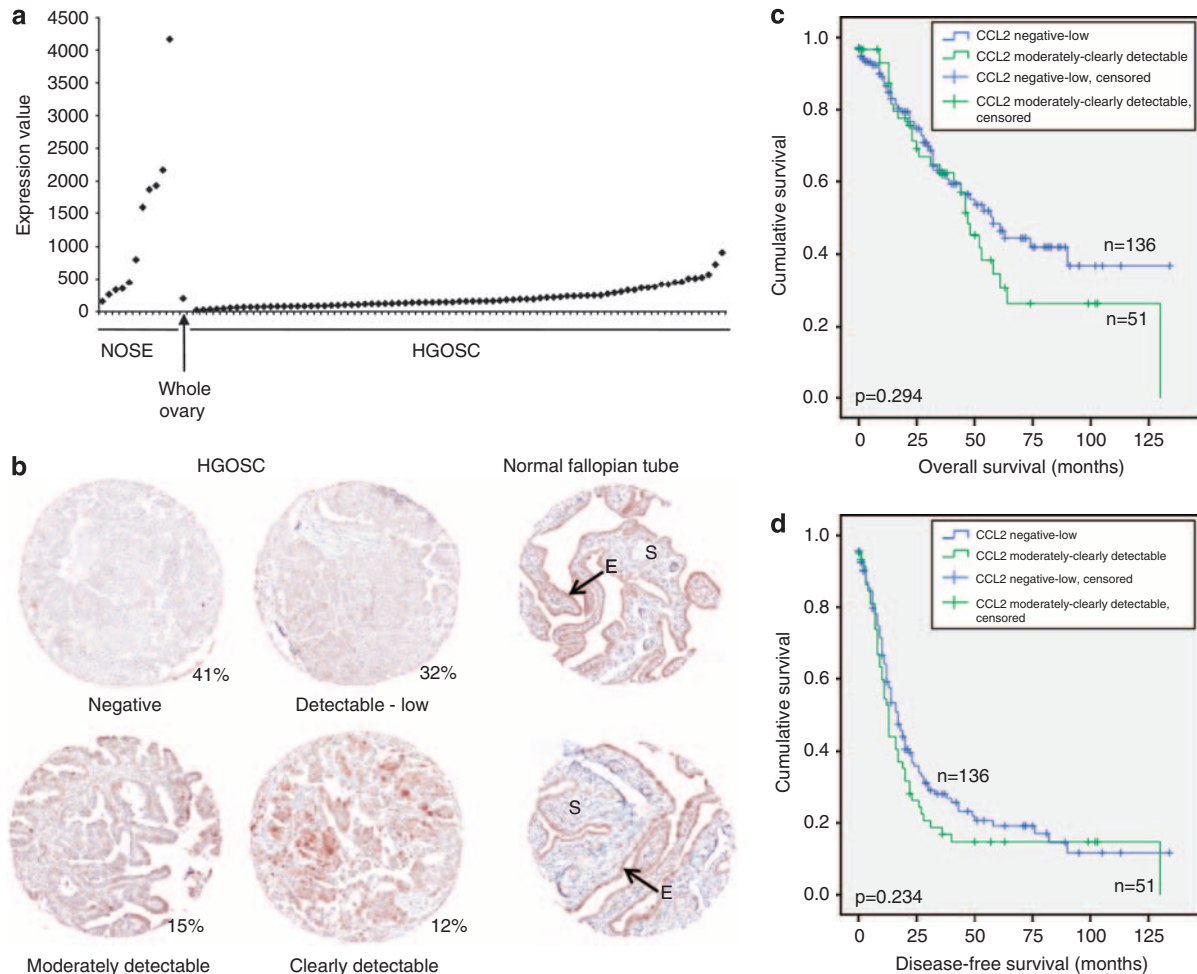 a
4500
4000
3500
3000
2500
2000
1500
1000
500
0
Expression value
NOSE
HGOSC
Whole
ovary
b
HGOSC
Normal fallopian tube
41%
Negative
32%
Detectable - low
S
E
15%
Moderately detectable
12%
Clearly detectable
S
E
c
CCL2 negative-low
CCL2 moderately-clearly detectable
CCL2 negative-low, censored
CCL2 moderately-clearly detectable,
censored
1.0
0.8
0.6
0.4
0.2
0.0
Cumulative survival
n=136
n=51
p=0.294
0 25 50 75 100 125
Overall survival (months)
d
CCL2 negative-low
CCL2 moderately-clearly detectable
CCL2 negative-low, censored
CCL2 moderately-clearly detectable,
censored
1.0
0.8
0.6
0.4
0.2
0.0
Cumulative survival
n=136
n=51
p=0.234
0 25 50 75 100 125
Disease-free survival (months)